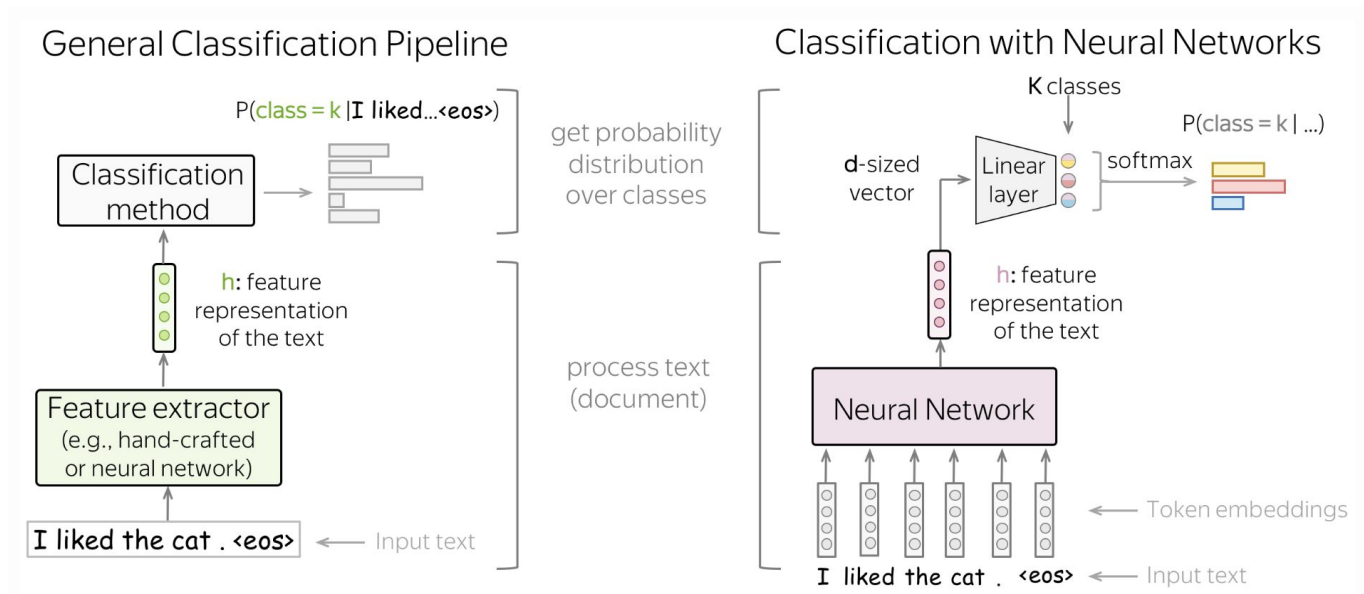 General Classification Pipeline
P(class = k |I liked...<eos>)
Classification
method
h: feature
representation
of the text
Feature extractor
(e.g., hand-crafted
or neural network)
I liked the cat . <eos>
Input text
get probability
distribution
over classes
process text
(document)
Classification with Neural Networks
K classes
P(class = k | ...)
d-sized
vector
Linear
layer
softmax
h: feature
representation
of the text
Neural Network
Token embeddings
I liked the cat . <eos>
Input text